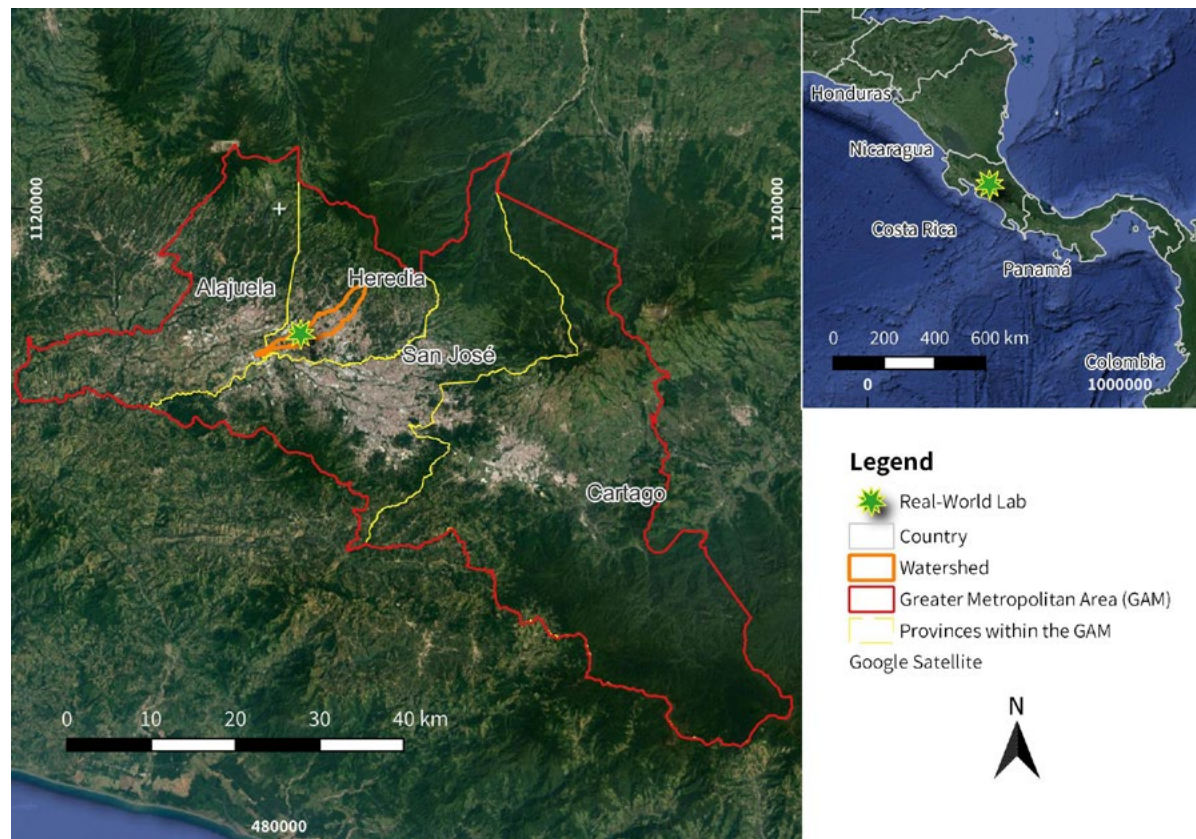 1120000
Alajuela
Heredia
San José
Cartago
0 10 20 30 40 km
480000
1120000
Honduras
Nicaragua
Costa Rica
Panamá
0 200 400 600 km
Colombia
0
1000000
Legend
Real-World Lab
Country
Watershed
Greater Metropolitan Area (GAM)
Provinces within the GAM
Google Satellite
N